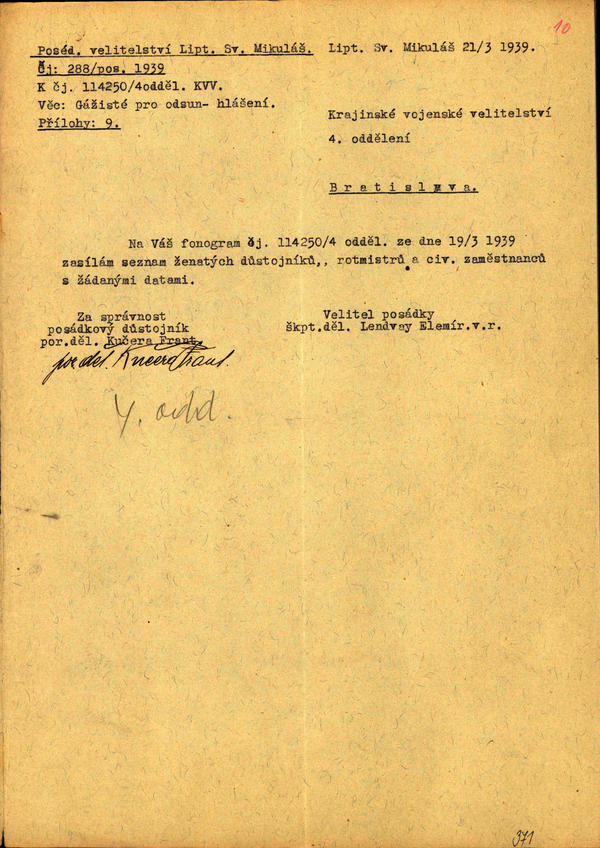 10
Poséd. velitelství Lipt. Sv. Mikuláš.
Lipt. Sv. Mikuláš 21/3 1939.
Čj: 288/pos. 1939
K čj. 114250/4odděl. KVV.
Věc: Gážisté pro odsun- hlášení.
Přílohy: 9.
Krajinské vojenské velitelství
4. oddělení
Bratislava.
Na Váš fonogram čj. 114250/4 odděl. ze dne 19/3 1939
zasílám seznam ženatých důstojníků,, rotmistrů a civ. zaměstnanců
s žádanými datami.
Za správnost
posádkový důstojník
por.děl. Kučera Frant.
por. děl. Kučera Frant.
Velitel posádky
škpt.děl. Lendvay Elemír.v.r.
4. odd.
371